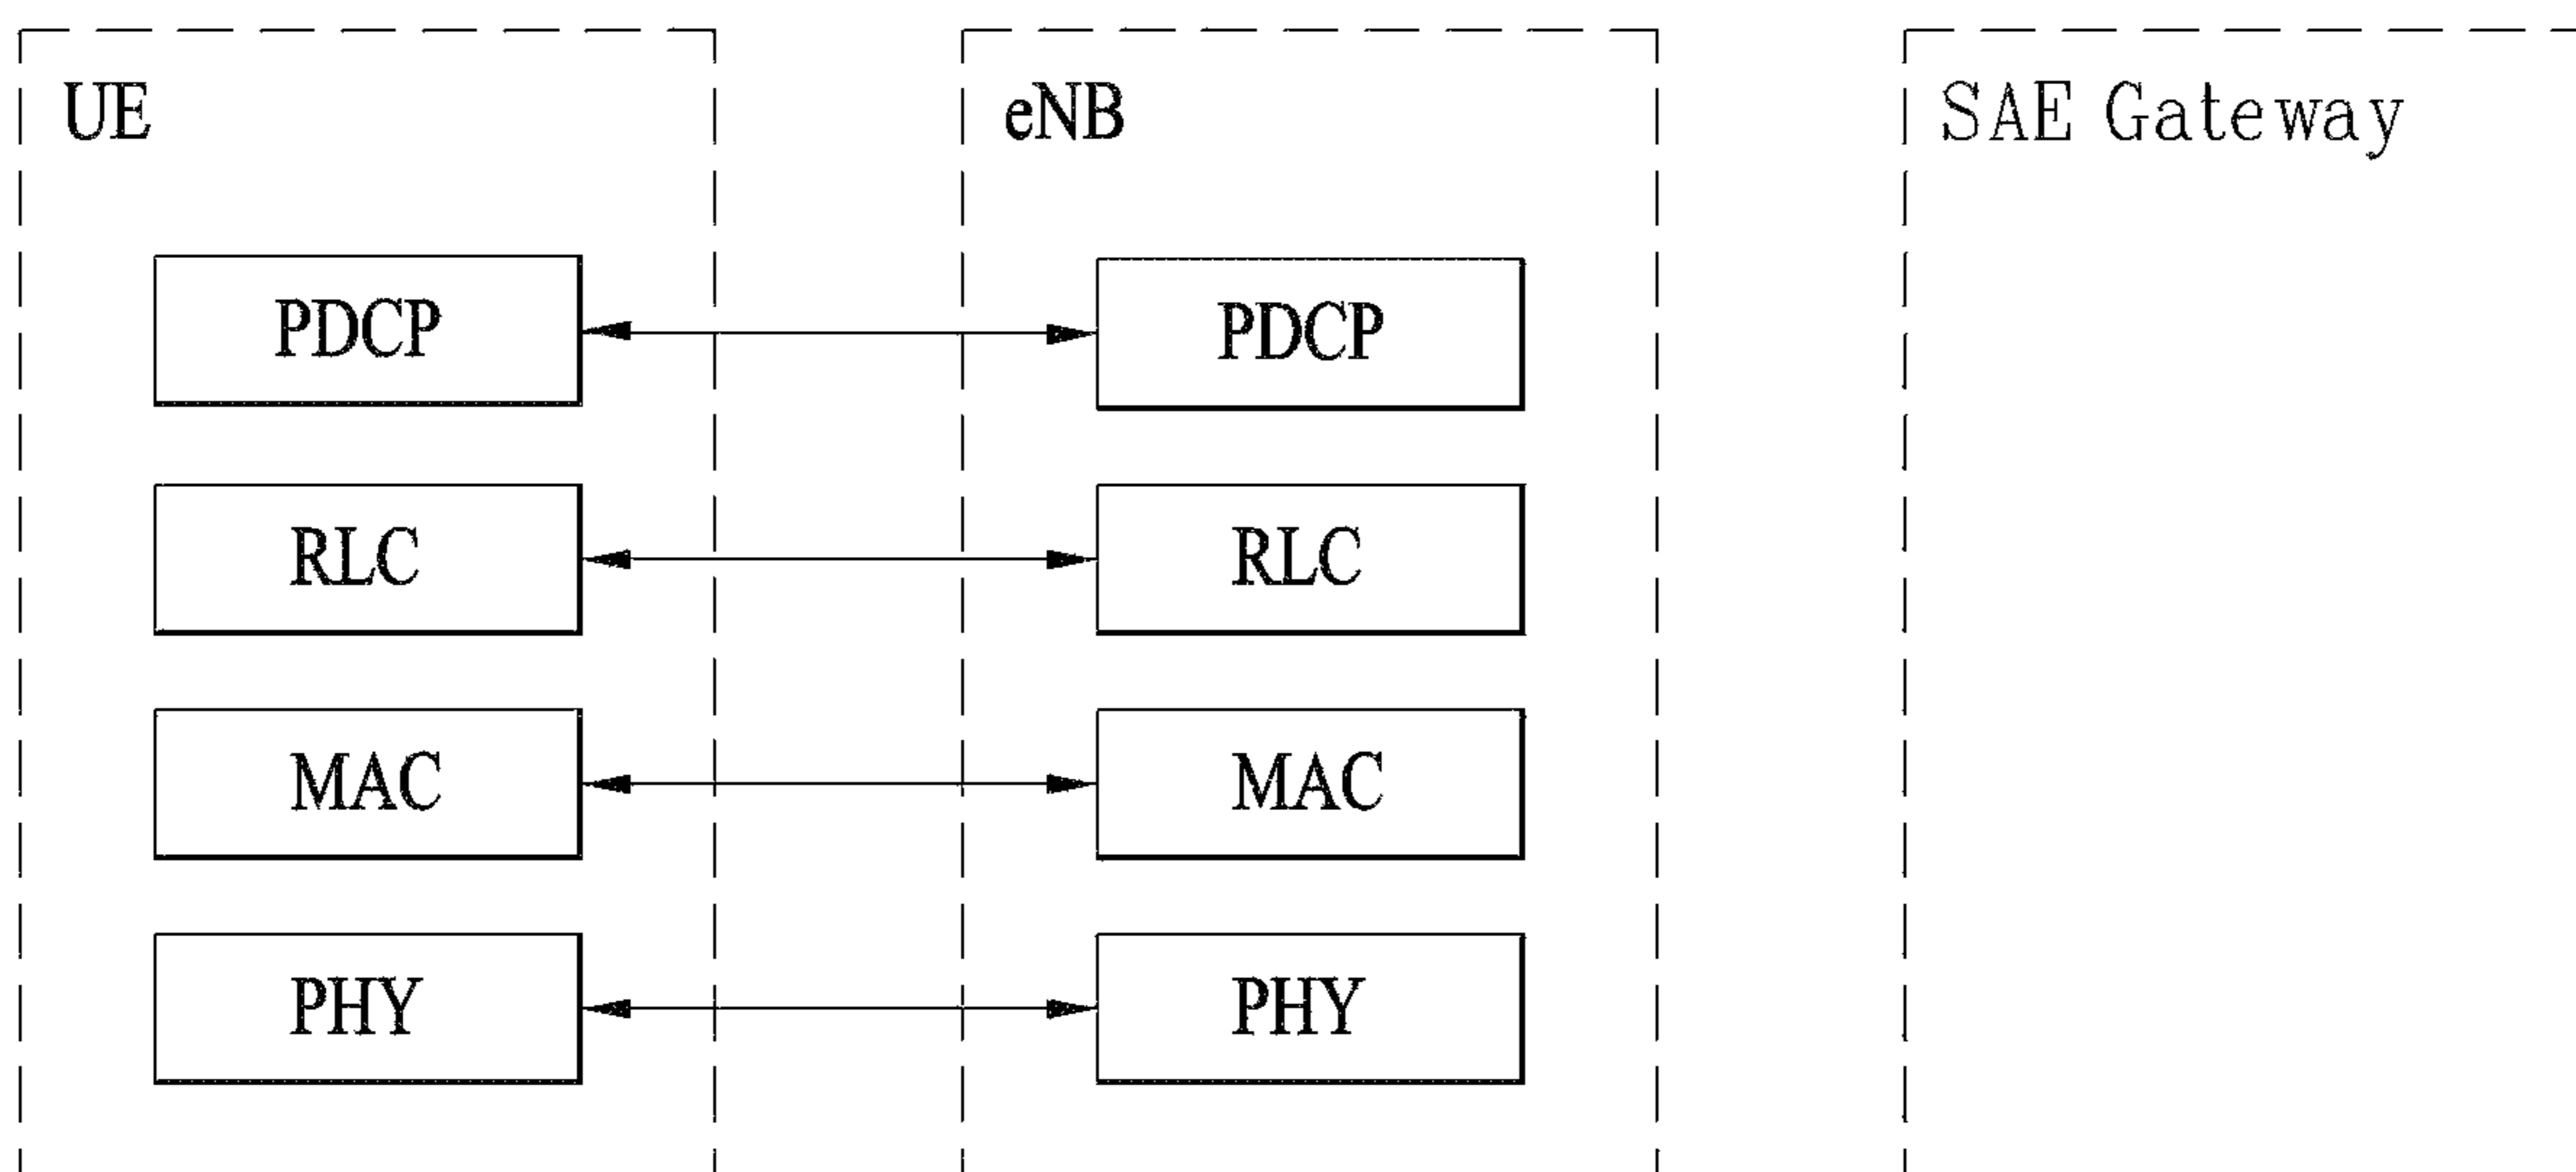 UE
eNB
SAE Gateway
PDCP
PDCP
RLC
RLC
MAC
MAC
PHY
PHY